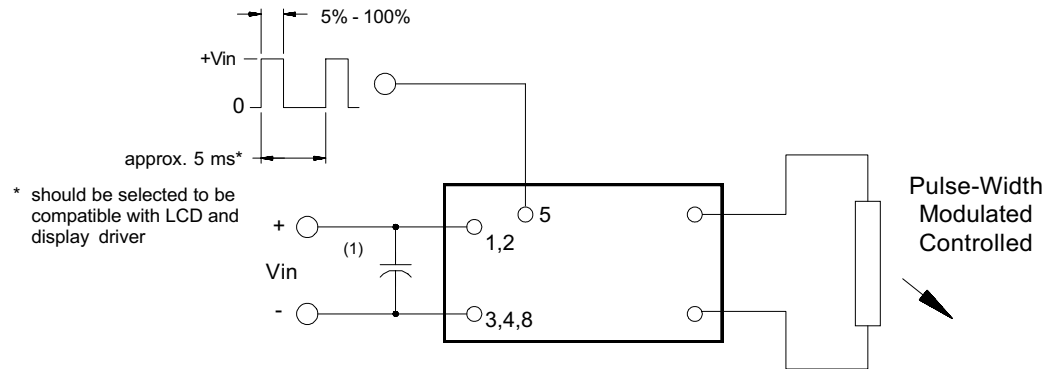 5% - 100%
+Vin
0
approx. 5 ms*
* should be selected to be
compatible with LCD and
display driver
+
(1)
Vin
-
5
1,2
3,4,8
Pulse-Width
Modulated
Controlled